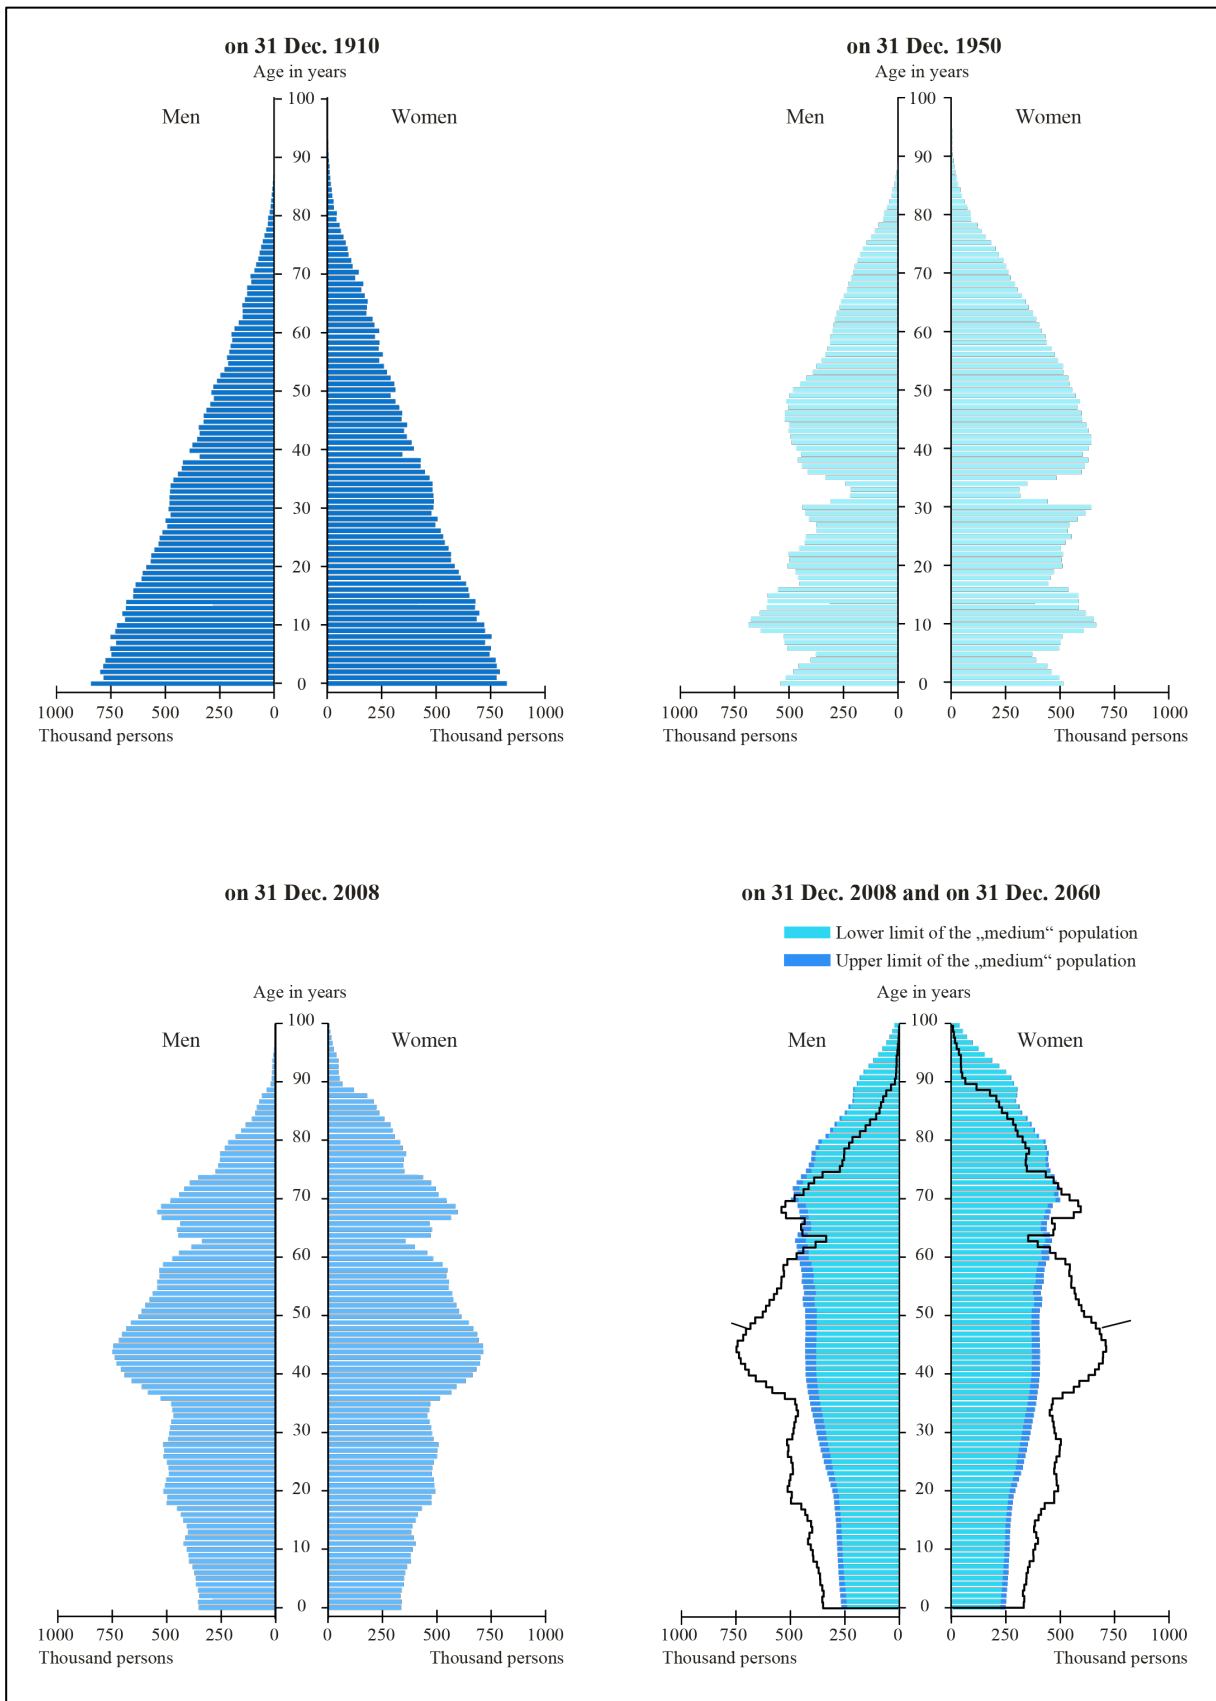 on 31 Dec. 1910
Age in years
Men
Women
100
90
80
70
60
50
40
30
20
10
0
1000 750 500 250 0
0 250 500 750 1000
Thousand persons
Thousand persons
on 31 Dec. 1950
Age in years
Men
Women
100
90
80
70
60
50
40
30
20
10
0
1000 750 500 250 0
0 250 500 750 1000
Thousand persons
Thousand persons
on 31 Dec. 2008
Age in years
Men
Women
100
90
80
70
60
50
40
30
20
10
0
1000 750 500 250 0
0 250 500 750 1000
Thousand persons
Thousand persons
on 31 Dec. 2008 and on 31 Dec. 2060
Lower limit of the „medium“ population
Upper limit of the „medium“ population
Age in years
Men
Women
100
90
80
70
60
50
40
30
20
10
0
1000 750 500 250 0
0 250 500 750 1000
Thousand persons
Thousand persons